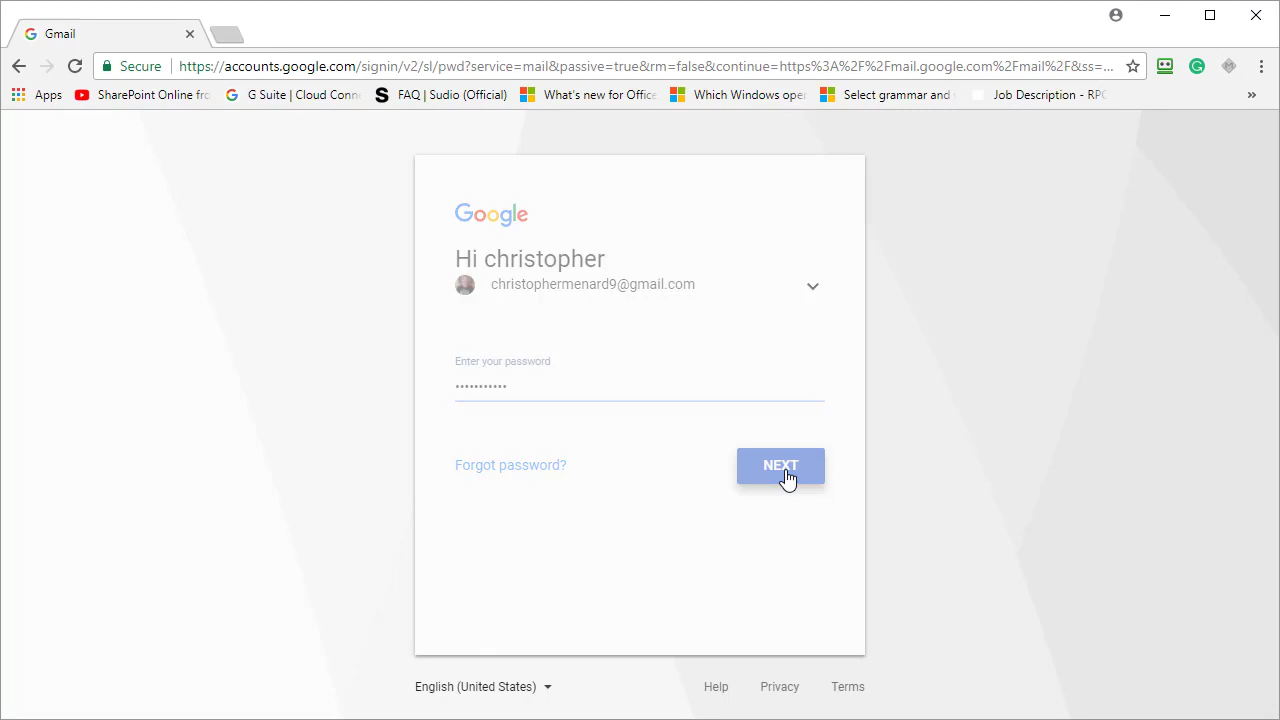 Gmail
Secure https://accounts.google.com/signin/v2/sl/pwd?service=mail&passive=true&rm=false&continue=https%3A%2F%2Fmail.google.com%2Fmail%2F&ss=...
Apps SharePoint Online fro G Suite | Cloud Conn FAQ | Sudio (Official) What's new for Office Which Windows oper Select grammar and Job Description - RPC »
Google
Hi christopher
christophermenard9@gmail.com
Enter your password
•••••••••••
Forgot password? NEXT
English (United States) Help Privacy Terms